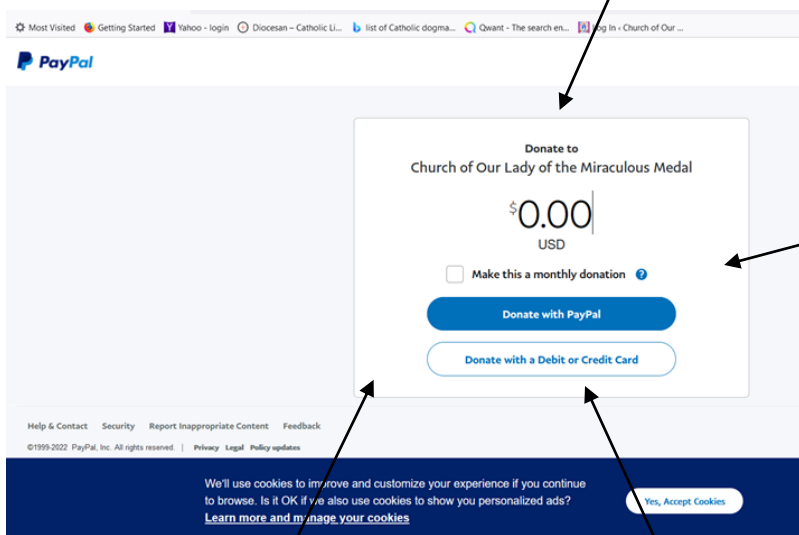 Most Visited Getting Started Yahoo - login Diocesan – Catholic Li... list of Catholic dogma... Qwant - The search en... Log In ‹ Church of Our ...
PayPal
Donate to
Church of Our Lady of the Miraculous Medal
$0.00
USD
Make this a monthly donation ?
Donate with PayPal
Donate with a Debit or Credit Card
Help & Contact Security Report Inappropriate Content Feedback
©1999-2022 PayPal, Inc. All rights reserved. | Privacy Legal Policy updates
We'll use cookies to improve and customize your experience if you continue
to browse. Is it OK if we also use cookies to show you personalized ads?
Learn more and manage your cookies
Yes, Accept Cookies